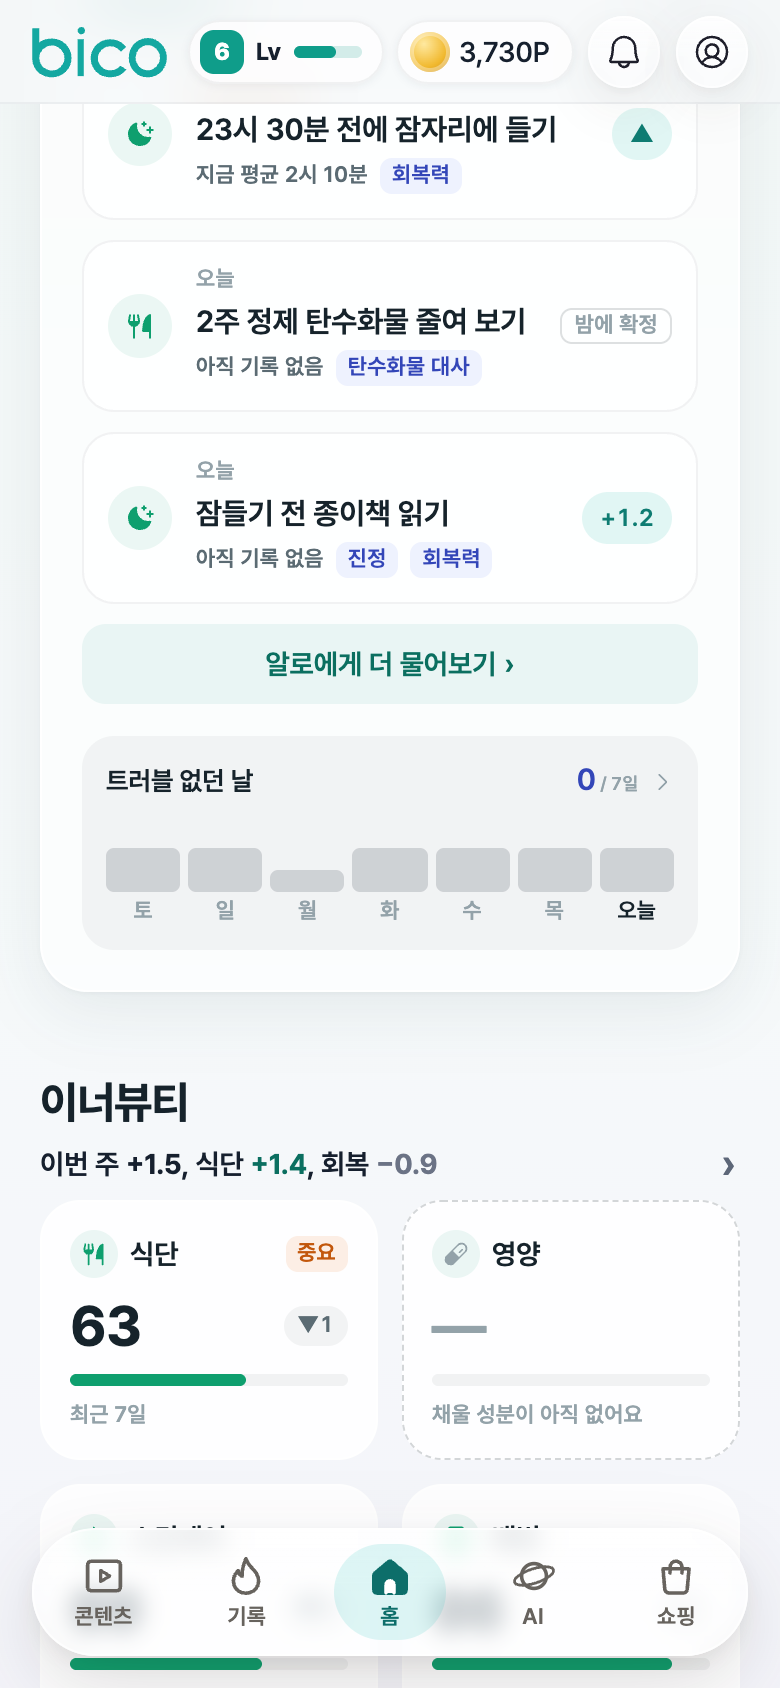 bico
6 Lv
3,730P
23시 30분 전에 잠자리에 들기
▲
지금 평균 2시 10분 회복력
오늘
2주 정제 탄수화물 줄여 보기
밤에 확정
아직 기록 없음 탄수화물 대사
오늘
잠들기 전 종이책 읽기
+1.2
아직 기록 없음 진정 회복력
알로에게 더 물어보기 ›
트러블 없던 날
0 / 7일
토 일 월 화 수 목 오늘
이너뷰티
이번 주 +1.5, 식단 +1.4, 회복 −0.9 ›
식단 중요
63 ▼1
최근 7일
영양
—
채울 성분이 아직 없어요
콘텐츠 기록 홈 AI 쇼핑